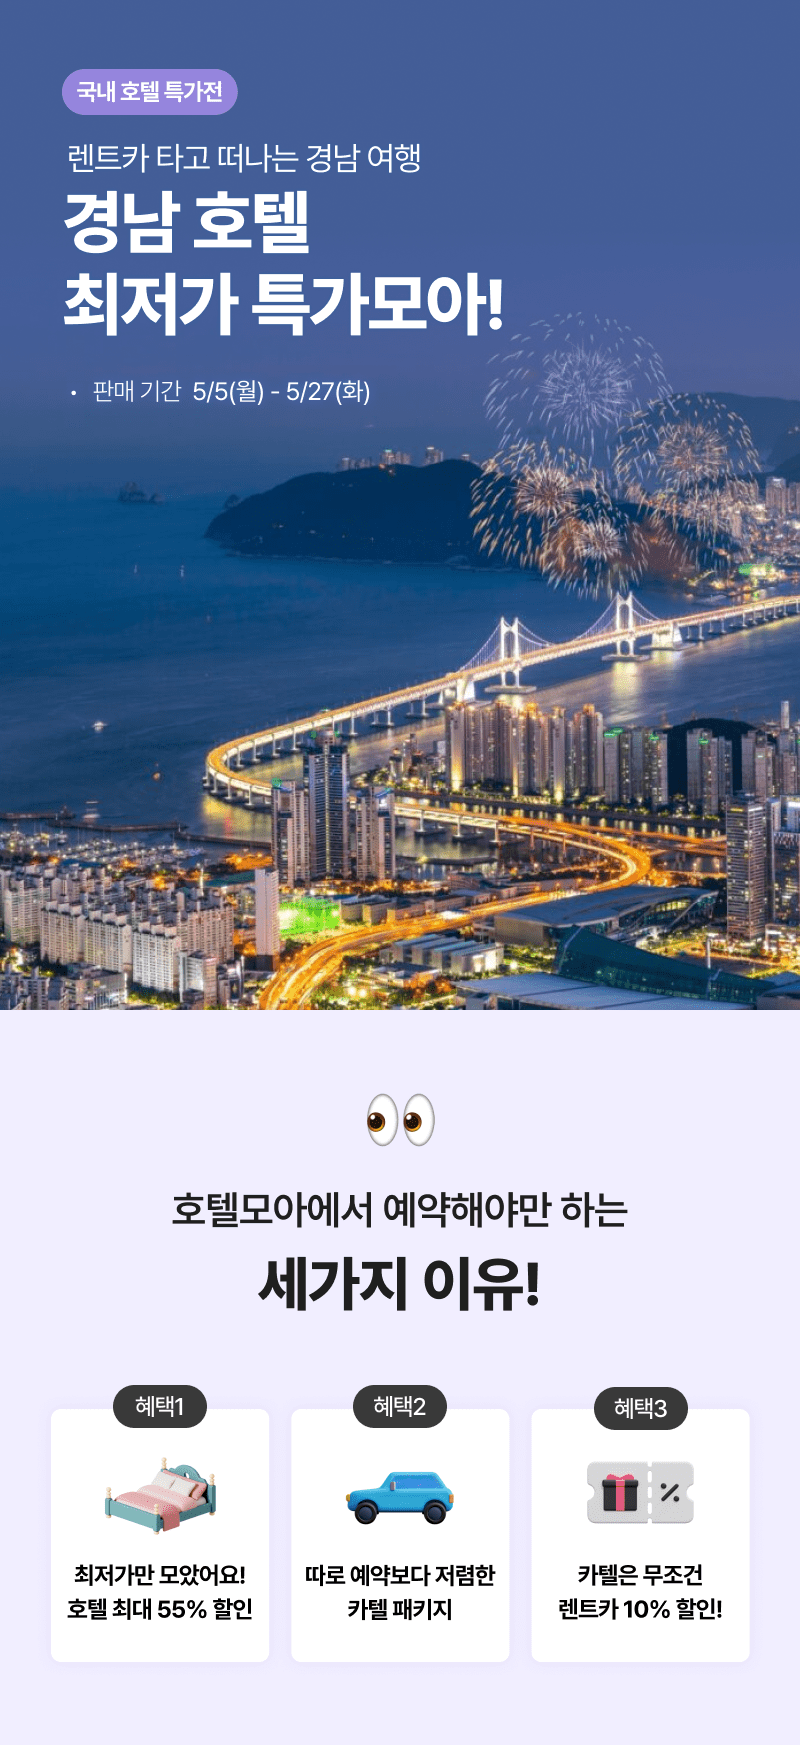 국내 호텔 특가전
렌트카 타고 떠나는 경남 여행
경남 호텔
최저가 특가모아!
• 판매 기간 5/5(월) - 5/27(화)
호텔모아에서 예약해야만 하는
세가지 이유!
혜택1
최저가만 모았어요!
호텔 최대 55% 할인
혜택2
따로 예약보다 저렴한
카텔 패키지
혜택3
%
카텔은 무조건
렌트카 10% 할인!